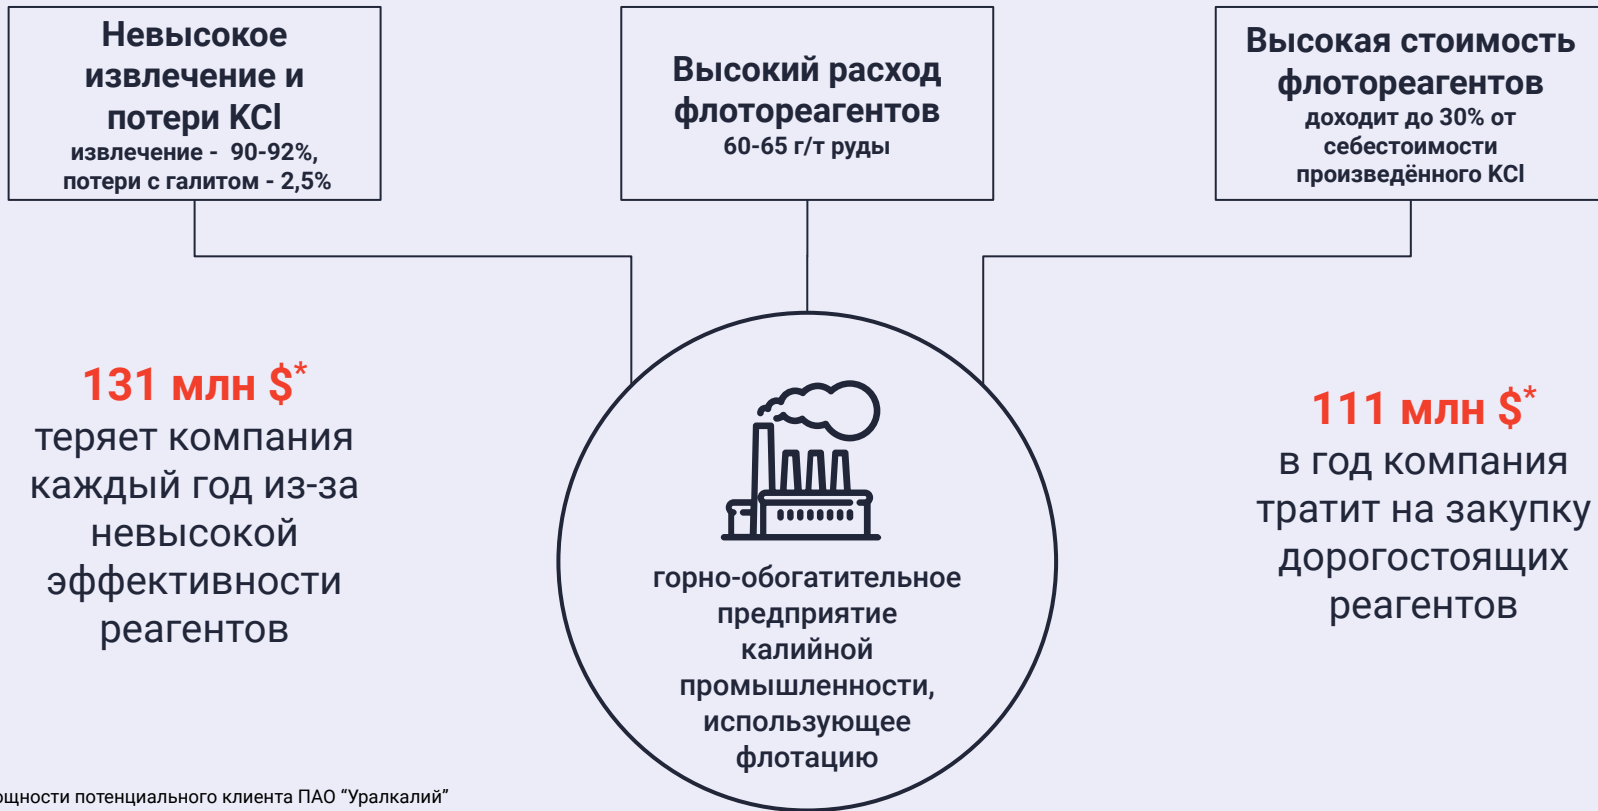 Невысокое
извлечение и
потери KCl
извлечение - 90-92%,
потери с галитом - 2,5%
Высокий расход
флотореагентов
60-65 г/т руды
Высокая стоимость
флотореагентов
доходит до 30% от
себестоимости
произведённого KCl
131 млн $*
теряет компания
каждый год из-за
невысокой
эффективности
реагентов
горно-обогатительное
предприятие
калийной
промышленности,
использующее
флотацию
111 млн $*
в год компания
тратит на закупку
дорогостоящих
реагентов
потенциального клиента ПАО “Уралкалий”